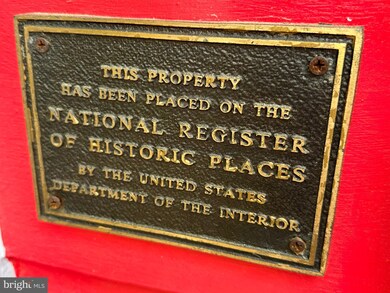 THIS PROPERTY
HAS BEEN PLACED ON THE
NATIONAL REGISTER
OF HISTORIC PLACES
BY THE UNITED STATES
DEPARTMENT OF THE INTERIOR
bright MLS